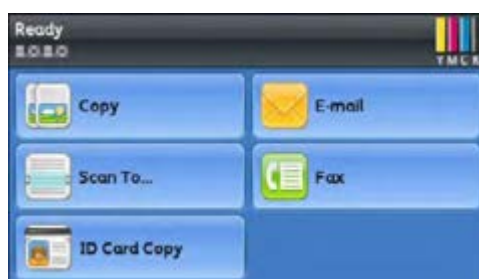 Ready
YMCK
Copy
E-mail
Scan To...
Fax
ID Card Copy